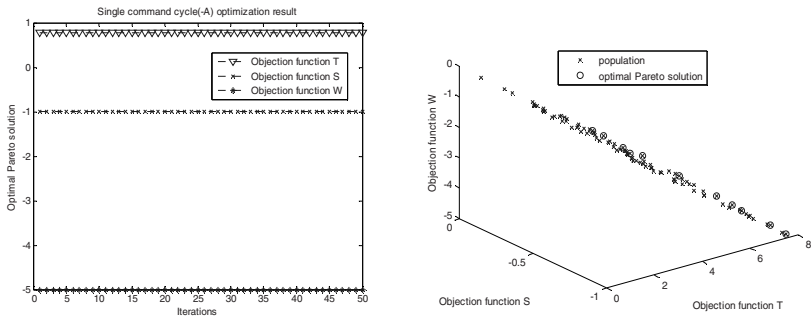 Single command cycle(-A) optimization result
Optimal Pareto solution
1
0
-1
-2
-3
-4
-5
Objection function T
Objection function S
Objection function W
0 5 10 15 20 25 30 35 40 45 50
Iterations
population
optimal Pareto solution
Objection function W
0
-1
-2
-3
-4
-5
0
-0.5
-1
0
2
4
6
8
Objection function S
Objection function T